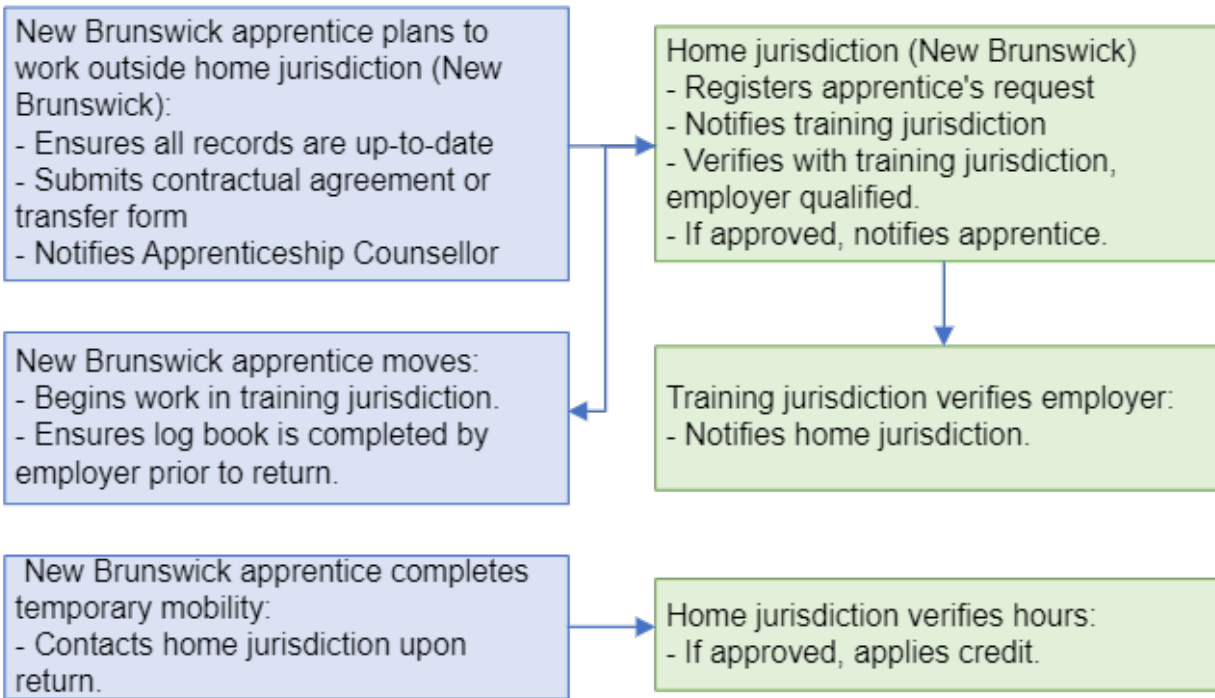 New Brunswick apprentice plans to
work outside home jurisdiction (New
Brunswick):
- Ensures all records are up-to-date
- Submits contractual agreement or
transfer form
- Notifies Apprenticeship Counsellor
Home jurisdiction (New Brunswick)
- Registers apprentice's request
- Notifies training jurisdiction
- Verifies with training jurisdiction,
employer qualified.
- If approved, notifies apprentice.
New Brunswick apprentice moves:
- Begins work in training jurisdiction.
- Ensures log book is completed by
employer prior to return.
Training jurisdiction verifies employer:
- Notifies home jurisdiction.
New Brunswick apprentice completes
temporary mobility:
- Contacts home jurisdiction upon
return.
Home jurisdiction verifies hours:
- If approved, applies credit.